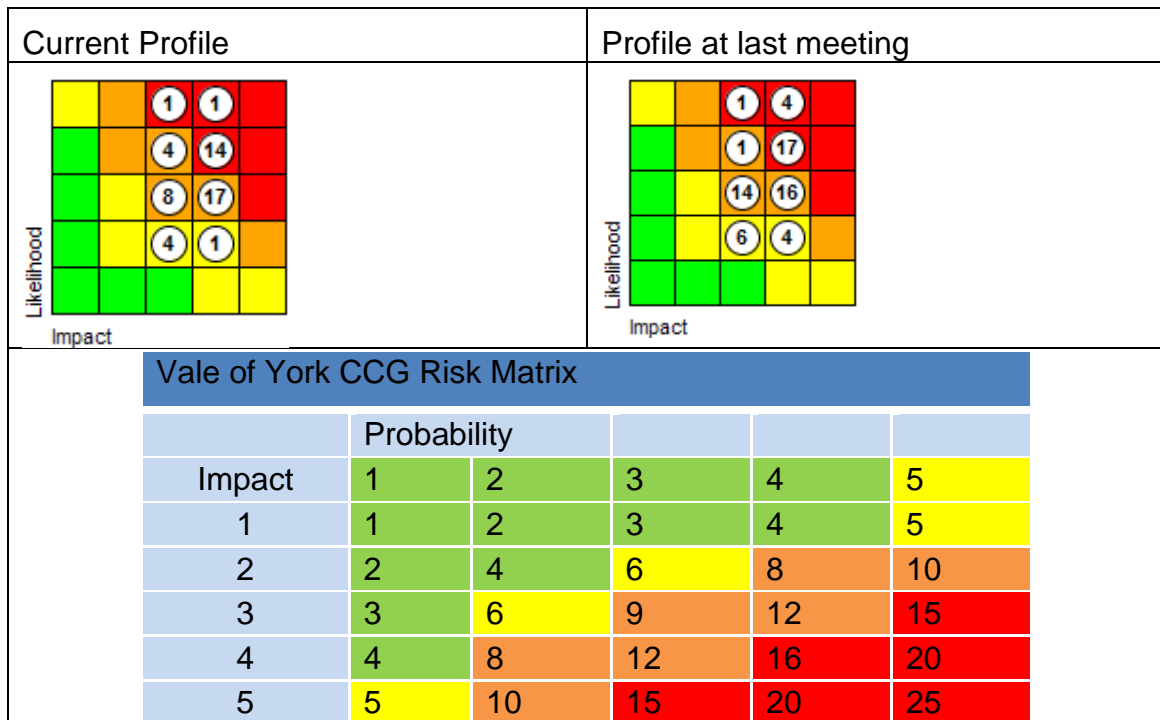 Current Profile
Profile at last meeting
1 1
4 14
8 17
4 1
Likelihood
Impact
1 4
1 17
14 16
6 4
Likelihood
Impact
Vale of York CCG Risk Matrix
Probability
Impact 1 2 3 4 5
1 1 2 3 4 5
2 2 4 6 8 10
3 3 6 9 12 15
4 4 8 12 16 20
5 5 10 15 20 25